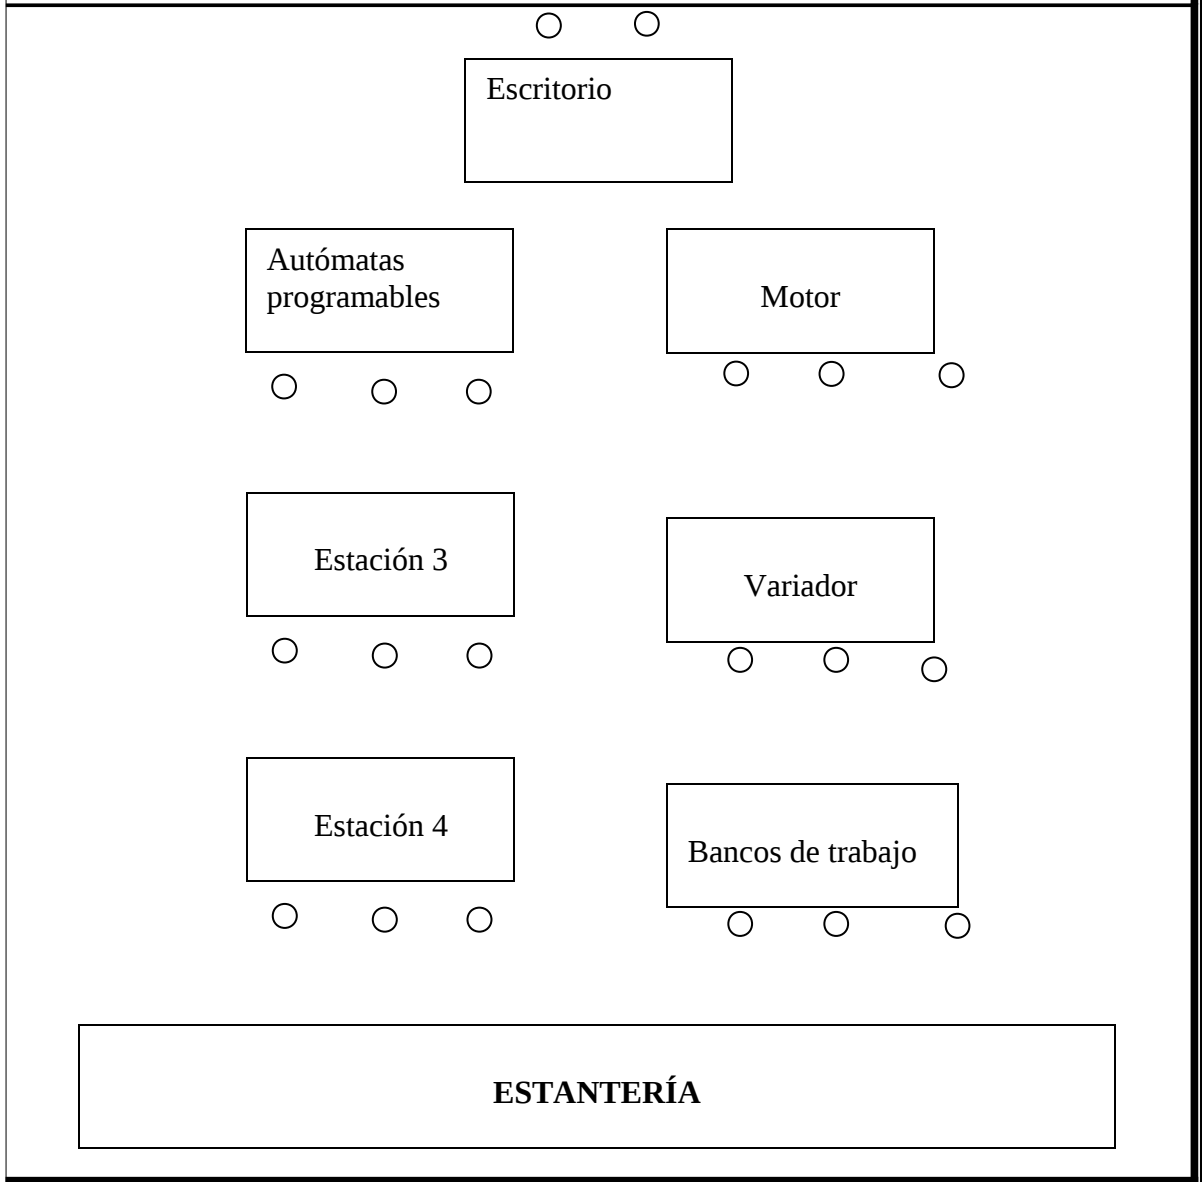 Escritorio
Autómatas
programables
Motor
Estación 3
Variador
Estación 4
Bancos de trabajo
ESTANTERÍA